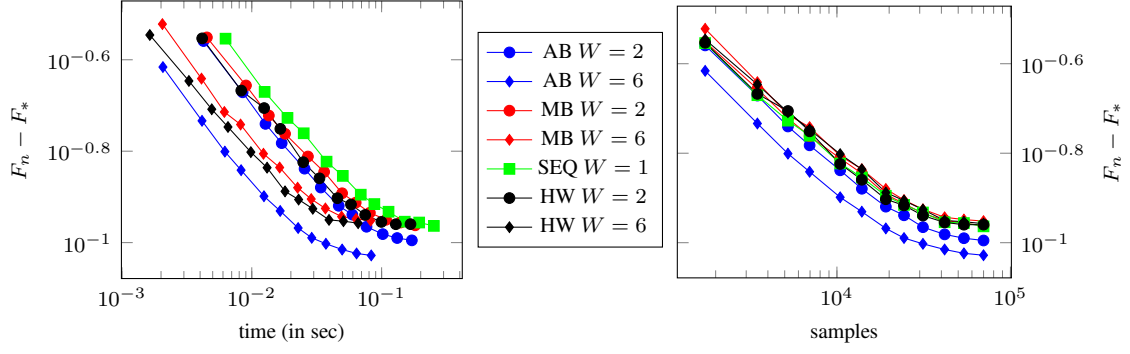 10^{-0.6}
10^{-0.8}
10^{-1}
F_n − F_*
10^{-3}
10^{-2}
10^{-1}
time (in sec)
AB W = 2
AB W = 6
MB W = 2
MB W = 6
SEQ W = 1
HW W = 2
HW W = 6
10^{-0.6}
10^{-0.8}
10^{-1}
F_n − F_*
10^4
10^5
samples